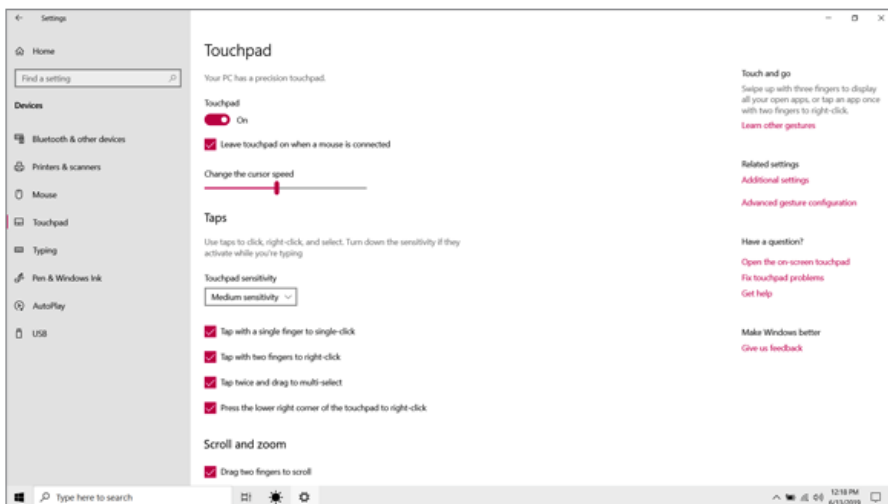 Settings
Home
Find a setting
Devices
Bluetooth & other devices
Printers & scanners
Mouse
Touchpad
Typing
Pen & Windows Ink
AutoPlay
USB
Touchpad
Your PC has a precision touchpad.
Touchpad
On
Leave touchpad on when a mouse is connected
Change the cursor speed
Taps
Use taps to click, right-click, and select. Turn down the sensitivity if they
activate while you're typing
Touchpad sensitivity
Medium sensitivity
Tap with a single finger to single-click
Tap with two fingers to right-click
Tap twice and drag to multi-select
Press the lower right corner of the touchpad to right-click
Scroll and zoom
Drag two fingers to scroll
Touch and go
Swipe up with three fingers to display
all your open apps, or tap an app once
with two fingers to right-click.
Learn other gestures
Related settings
Additional settings
Advanced gesture configuration
Have a question?
Open the on-screen touchpad
Fix touchpad problems
Get help
Make Windows better
Give us feedback
Type here to search
12:18 PM